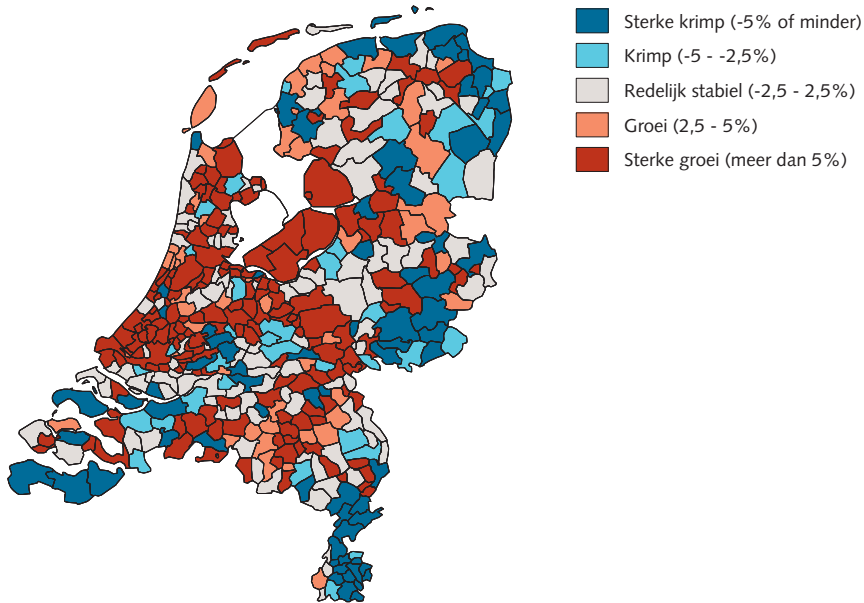 Sterke krimp (-5% of minder)
Krimp (-5 - -2,5%)
Redelijk stabiel (-2,5 - 2,5%)
Groei (2,5 - 5%)
Sterke groei (meer dan 5%)